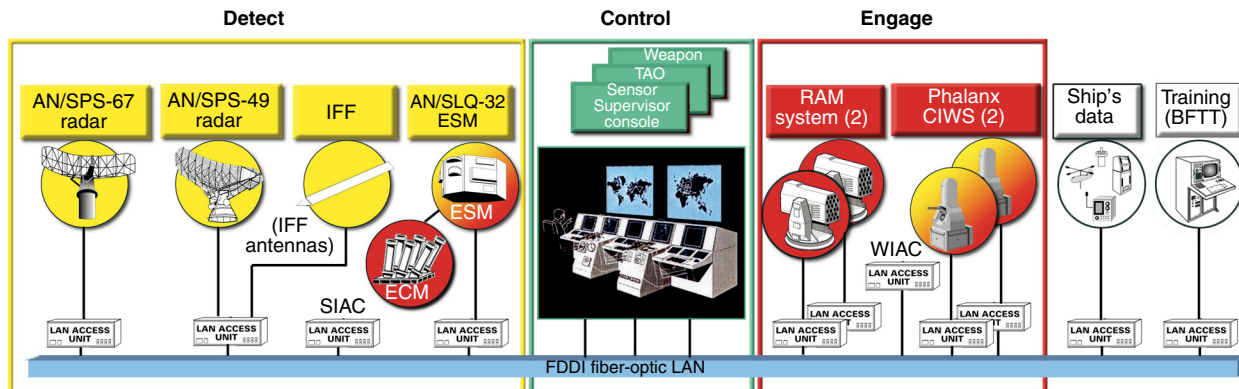 Detect
Control
Engage
AN/SPS-67
radar
AN/SPS-49
radar
IFF
AN/SLQ-32
ESM
Weapon
TAO
Sensor
Supervisor
console
RAM
system (2)
Phalanx
CIWS (2)
Ship's
data
Training
(BFTT)
(IFF
antennas)
ESM
ECM
WIAC
LAN ACCESS
UNIT
SIAC
LAN ACCESS
UNIT
LAN ACCESS
UNIT
LAN ACCESS
UNIT
LAN ACCESS
UNIT
LAN ACCESS
UNIT
LAN ACCESS
UNIT
LAN ACCESS
UNIT
LAN ACCESS
UNIT
LAN ACCESS
UNIT
LAN ACCESS
UNIT
FDDI fiber-optic LAN